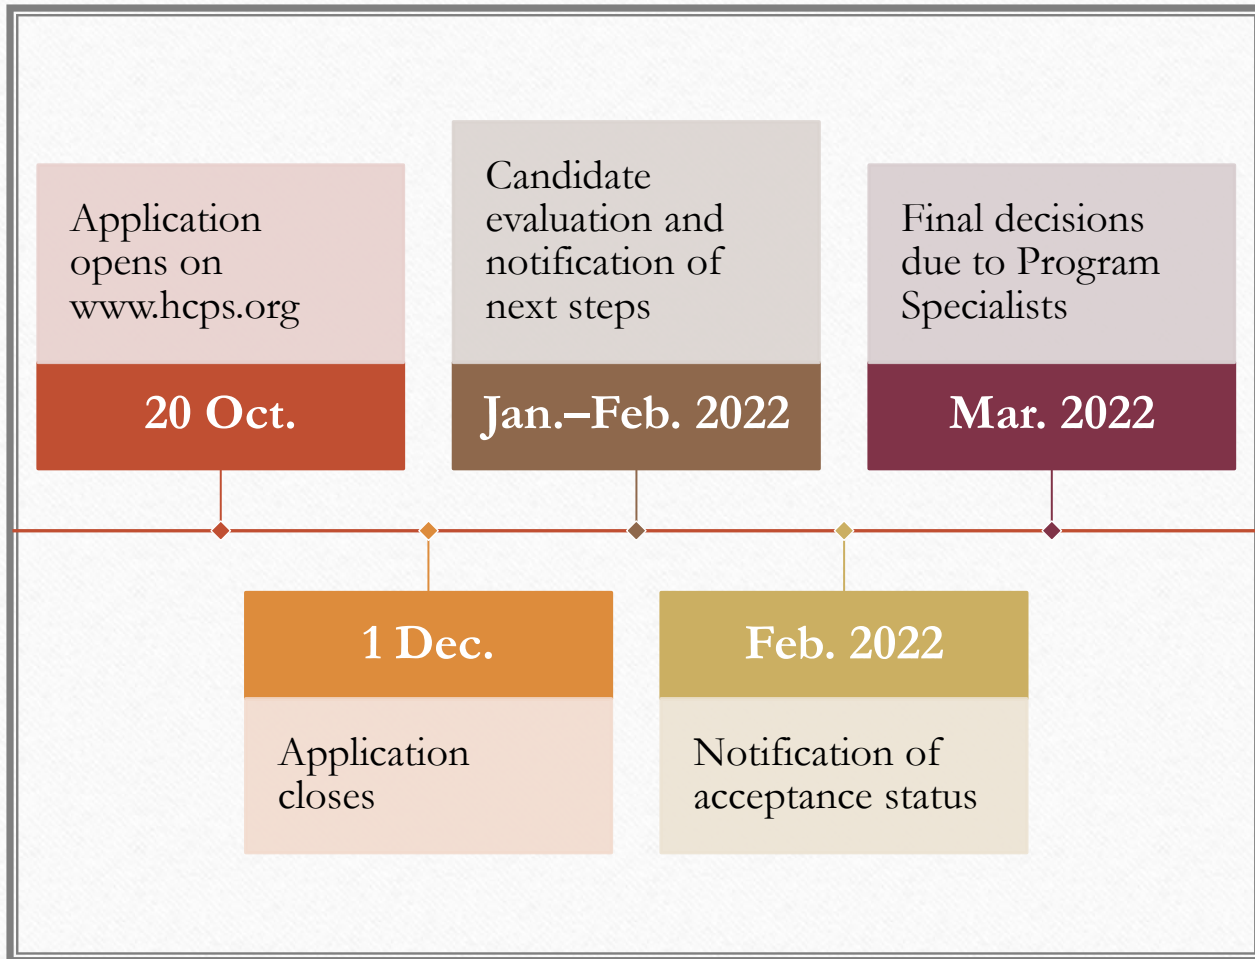 Application
opens on
www.hcps.org
20 Oct.
1 Dec.
Application
closes
Candidate
evaluation and
notification of
next steps
Jan.–Feb. 2022
Feb. 2022
Notification of
acceptance status
Final decisions
due to Program
Specialists
Mar. 2022